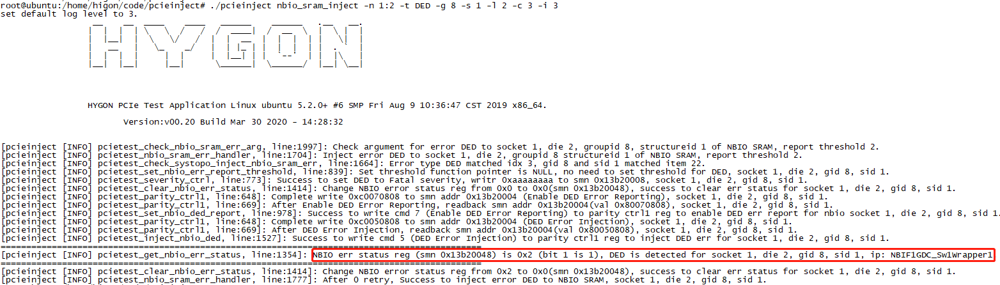 root@ubuntu:/home/higon/code/pcieinject# ./pcieinject nbio_sram_inject -n 1:2 -t DED -g 8 -s 1 -l 2 -c 3 -i 3
set default log level to 3.
HYGON
HYGON PCIe Test Application Linux ubuntu 5.2.0+ #6 SMP Fri Aug 9 10:36:47 CST 2019 x86_64.
Version:v00.20 Build Mar 30 2020 - 14:28:32
[pcieinject [INFO] pcietest_check_nbio_sram_err_arg, line:1997]: Check argument for error DED to socket 1, die 2, groupid 8, structureid 1 of NBIO SRAM, report threshold 2.
[pcieinject [INFO] pcietest_nbio_sram_err_handler, line:1704]: Inject error DED to socket 1, die 2, groupid 8 structureid 1 of NBIO SRAM, report threshold 2.
[pcieinject [INFO] pcietest_check_systopo_inject_nbio_sram_err, line:1664]: Error type DED matched idx 3, gid 8 and sid 1 matched item 22.
[pcieinject [INFO] pcietest_set_nbio_err_report_threshold, line:839]: Set threshold function pointer is NULL, no need to set threshold for DED, socket 1, die 2, gid 8, sid 1.
[pcieinject [INFO] pcietest_severity_ctrl, line:773]: Success to set DED to Fatal severity, writr 0xaaaaaaaa to smn 0x13b20008, socket 1, die 2, gid 8, sid 1.
[pcieinject [INFO] pcietest_clear_nbio_err_status, line:1414]: Change NBIO error status reg from 0x0 to 0x0(smn 0x13b20048), success to clear err status for socket 1, die 2, gid 8, sid 1.
[pcieinject [INFO] pcietest_parity_ctrl1, line:648]: Complete write 0xc0070808 to smn addr 0x13b20004 (Enable DED Error Reporting), socket 1, die 2, gid 8, sid 1.
[pcieinject [INFO] pcietest_parity_ctrl1, line:669]: After Enable DED Error Reporting, readback smn addr 0x13b20004(val 0x80070808), socket 1, die 2, gid 8, sid 1.
[pcieinject [INFO] pcietest_set_nbio_ded_report, line:978]: Success to write cmd 7 (Enable DED Error Reporting) to parity ctrl1 reg to enable DED err report for nbio socket 1, die 2, gid 8, sid 1.
[pcieinject [INFO] pcietest_parity_ctrl1, line:648]: Complete write 0xc0050808 to smn addr 0x13b20004 (DED Error Injection), socket 1, die 2, gid 8, sid 1.
[pcieinject [INFO] pcietest_parity_ctrl1, line:669]: After DED Error Injection, readback smn addr 0x13b20004(val 0x80050808), socket 1, die 2, gid 8, sid 1.
[pcieinject [INFO] pcietest_inject_nbio_ded, line:1527]: Success to write cmd 5 (DED Error Injection) to parity ctrl1 reg to inject DED err for socket 1, die 2, gid 8, sid 1.
[pcieinject [INFO] pcietest_get_nbio_err_status, line:1354]: NBIO err status reg (smn 0x13b20048) is 0x2 (bit 1 is 1), DED is detected for socket 1, die 2, gid 8, sid 1, ip: NBIF1GDC_Sw1Wrapper1
[pcieinject [INFO] pcietest_clear_nbio_err_status, line:1414]: Change NBIO error status reg from 0x2 to 0x0(smn 0x13b20048), success to clear err status for socket 1, die 2, gid 8, sid 1.
[pcieinject [INFO] pcietest_nbio_sram_err_handler, line:1777]: After 0 retry, Success to inject error DED to NBIO SRAM, socket 1, die 2, gid 8, sid 1.